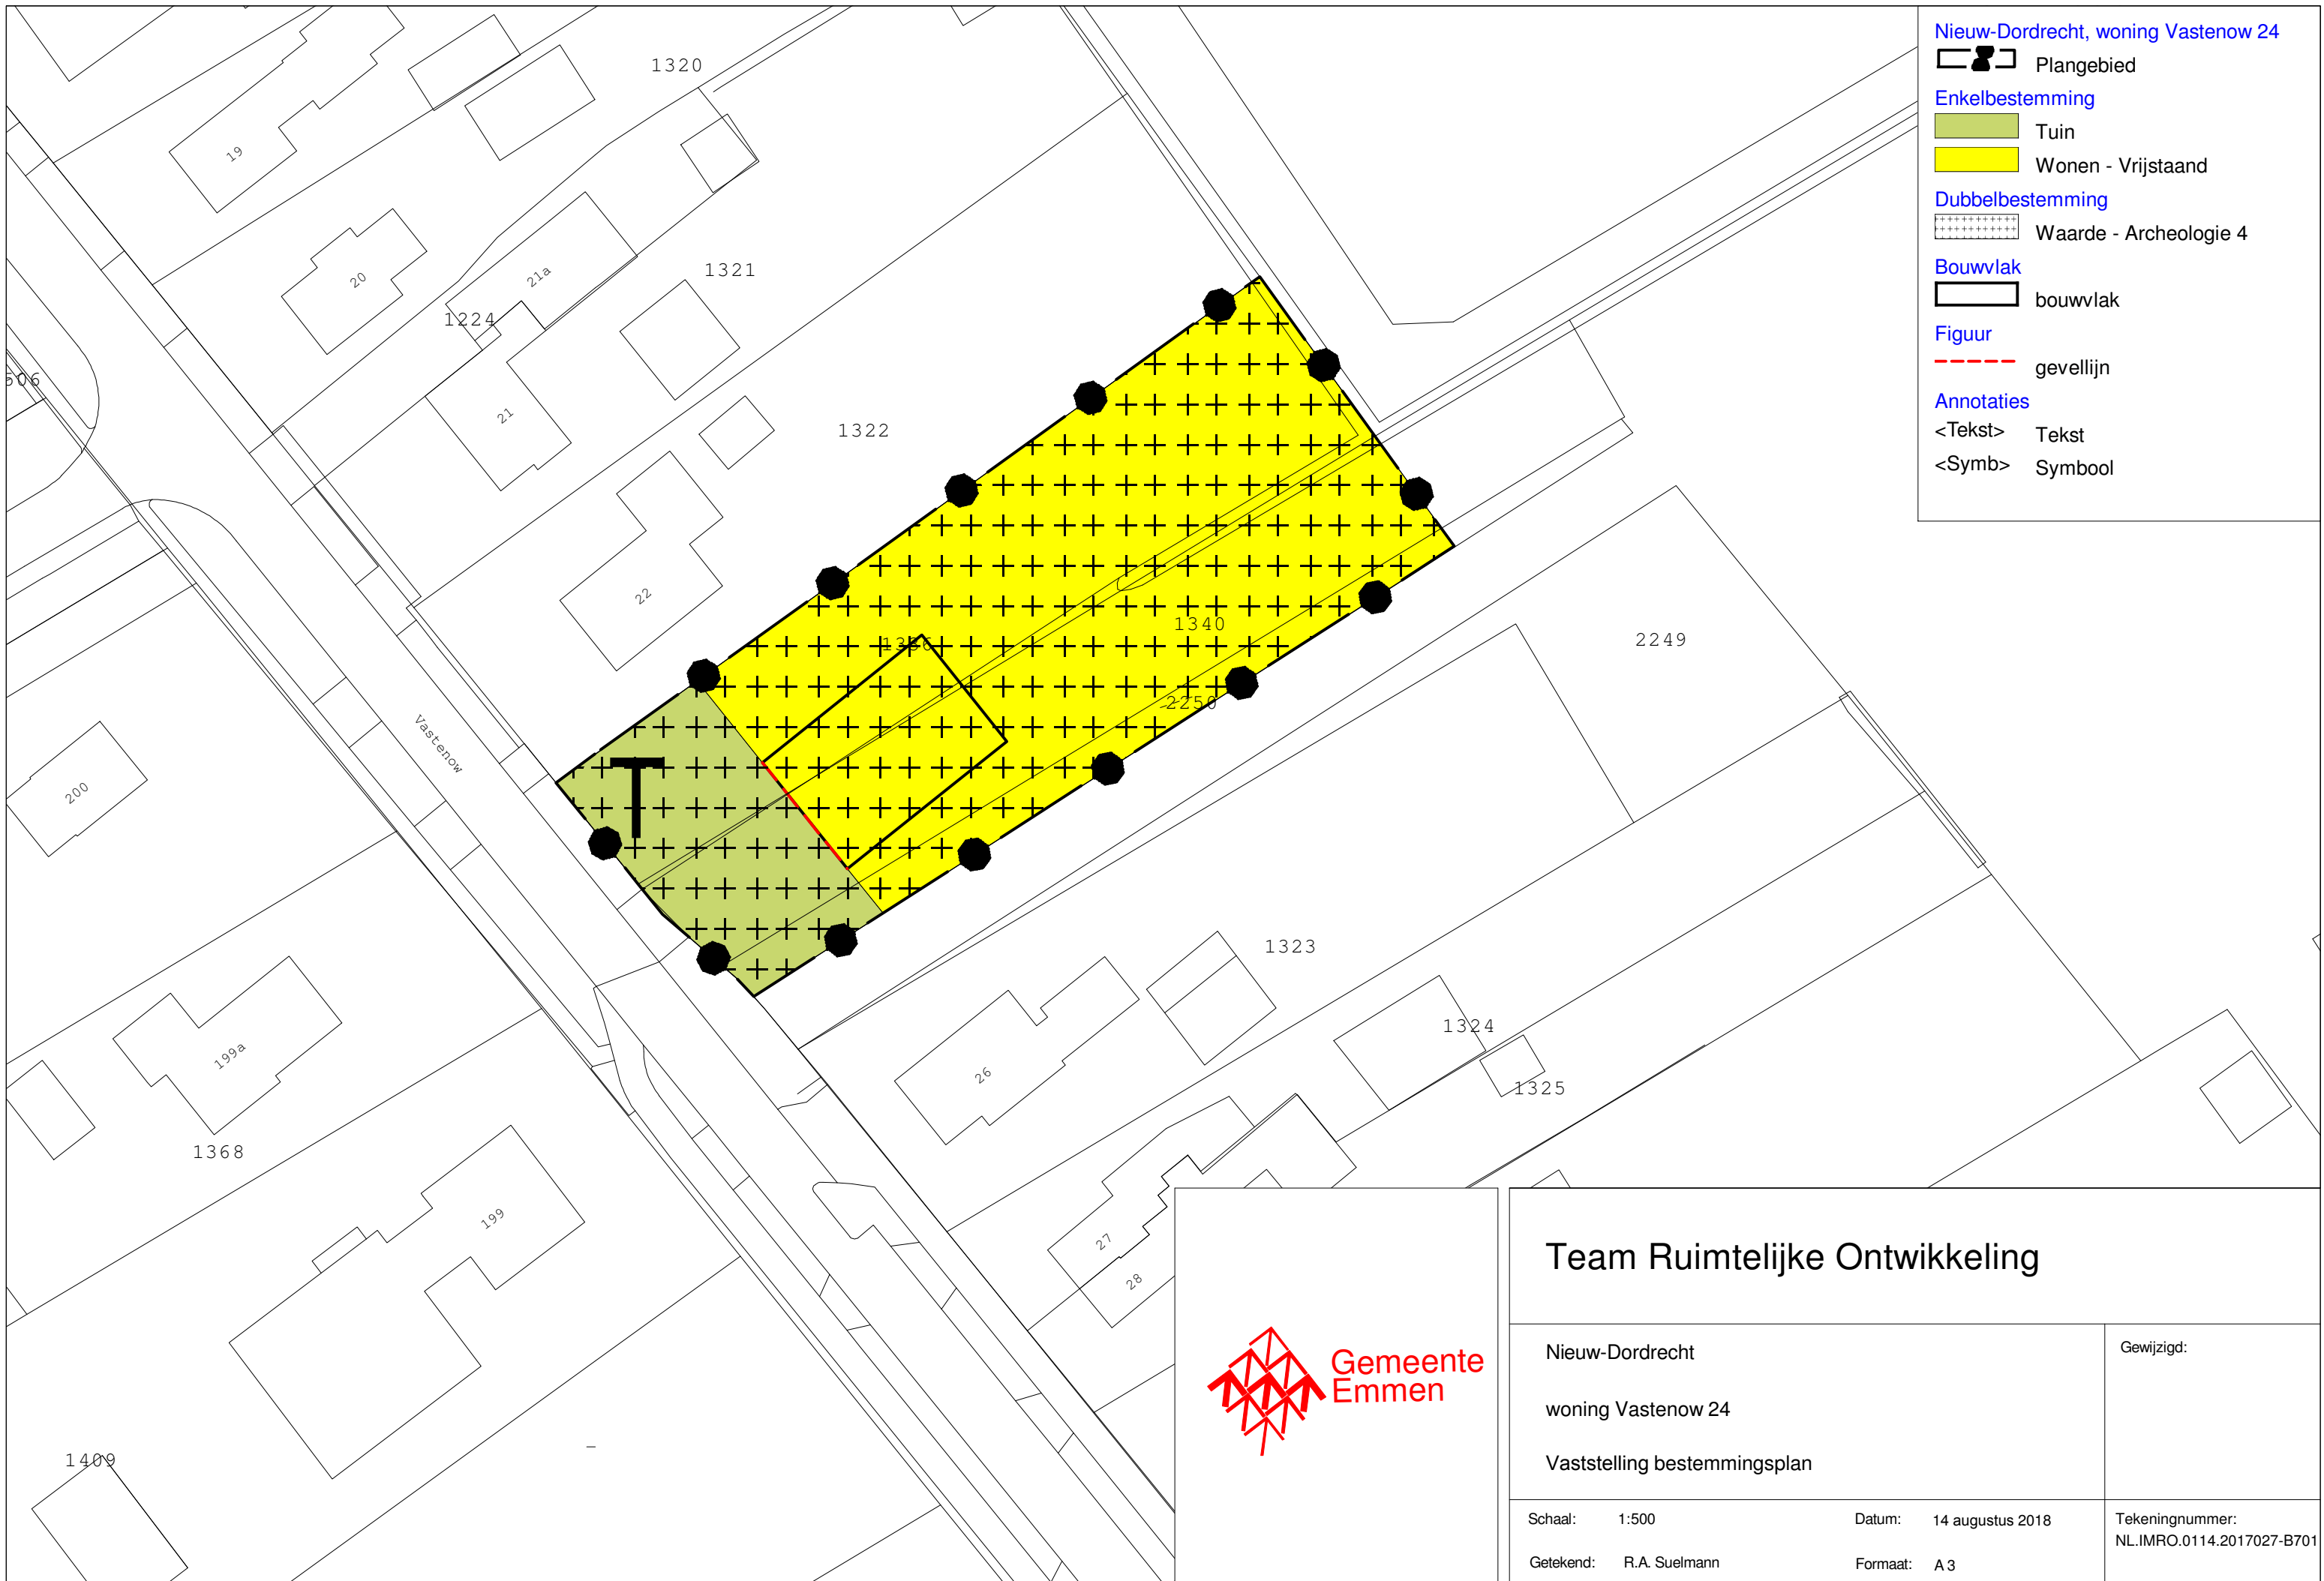 Nieuw-Dordrecht, woning Vastenow 24
Plangebied
Enkelbestemming
Tuin
Wonen - Vrijstaand
Dubbelbestemming
Waarde - Archeologie 4
Bouwvlak
bouwvlak
Figuur
gevellijn
Annotaties
<Tekst> Tekst
<Symb> Symbool
1320
19
20
21a
1321
1224
21
1322
22
1340
2250
2249
T
Vastenow
200
199a
1368
199
1409
26
1323
1324
1325
27
28
Gemeente
Emmen
Team Ruimtelijke Ontwikkeling
Nieuw-Dordrecht
woning Vastenow 24
Vaststelling bestemmingsplan
Gewijzigd:
Schaal: 1:500
Datum: 14 augustus 2018
Getekend: R.A. Suelmann
Formaat: A3
Tekeningnummer:
NL.IMRO.0114.2017027-B701